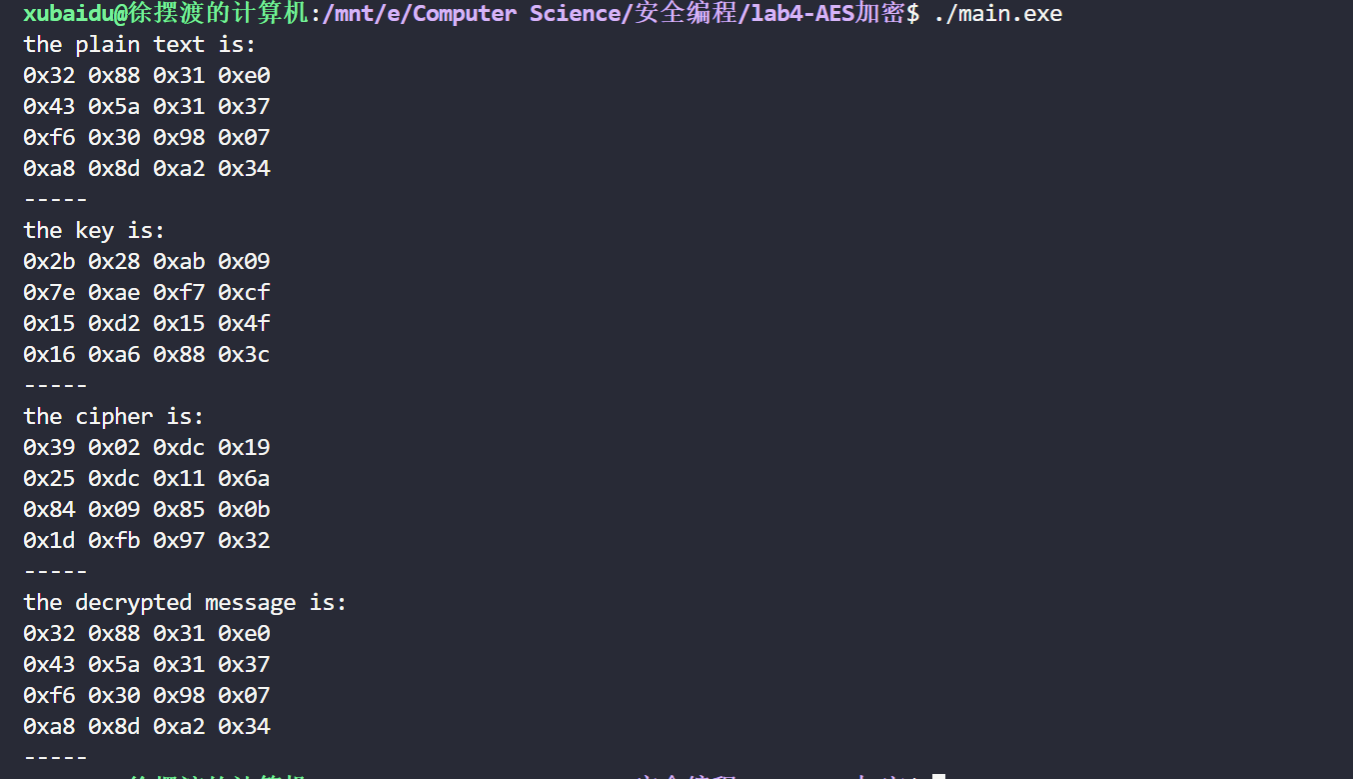 xubaidu@徐摆渡的计算机:/mnt/e/Computer Science/安全编程/lab4-AES加密$ ./main.exe
the plain text is:
0x32 0x88 0x31 0xe0
0x43 0x5a 0x31 0x37
0xf6 0x30 0x98 0x07
0xa8 0x8d 0xa2 0x34
-----
the key is:
0x2b 0x28 0xab 0x09
0x7e 0xae 0xf7 0xcf
0x15 0xd2 0x15 0x4f
0x16 0xa6 0x88 0x3c
-----
the cipher is:
0x39 0x02 0xdc 0x19
0x25 0xdc 0x11 0x6a
0x84 0x09 0x85 0x0b
0x1d 0xfb 0x97 0x32
-----
the decrypted message is:
0x32 0x88 0x31 0xe0
0x43 0x5a 0x31 0x37
0xf6 0x30 0x98 0x07
0xa8 0x8d 0xa2 0x34
-----